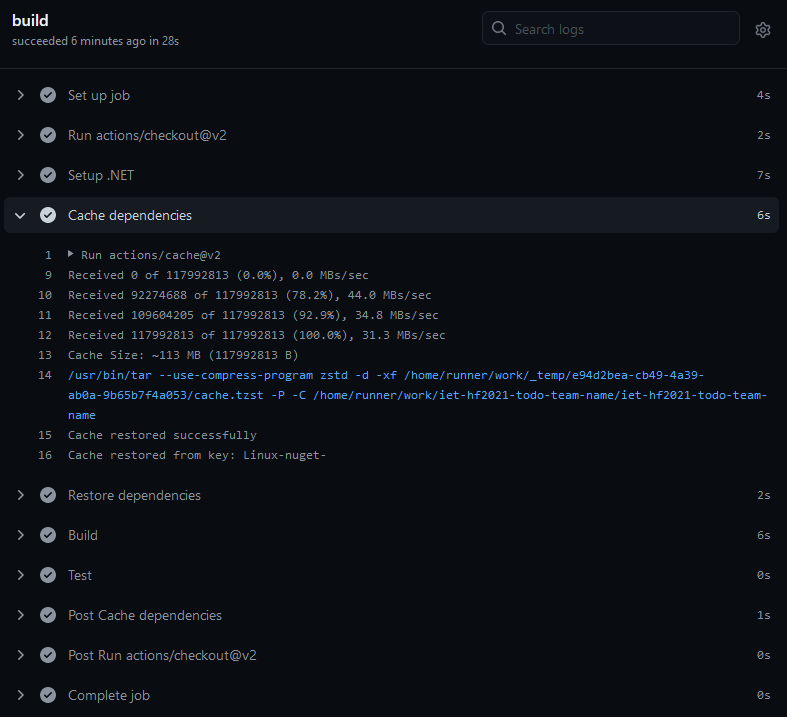 build
succeeded 6 minutes ago in 28s
Search logs
Set up job 4s
Run actions/checkout@v2 2s
Setup .NET 7s
Cache dependencies 6s
1 Run actions/cache@v2
9 Received 0 of 117992813 (0.0%), 0.0 MBs/sec
10 Received 92274688 of 117992813 (78.2%), 44.0 MBs/sec
11 Received 109604205 of 117992813 (92.9%), 34.8 MBs/sec
12 Received 117992813 of 117992813 (100.0%), 31.3 MBs/sec
13 Cache Size: ~113 MB (117992813 B)
14 /usr/bin/tar --use-compress-program zstd -d -xf /home/runner/work/_temp/e94d2bea-cb49-4a39-
ab0a-9b65b7f4a053/cache.tzst -P -C /home/runner/work/iet-hf2021-todo-team-name/iet-hf2021-todo-team-
name
15 Cache restored successfully
16 Cache restored from key: Linux-nuget-
Restore dependencies 2s
Build 6s
Test 0s
Post Cache dependencies 1s
Post Run actions/checkout@v2 0s
Complete job 0s